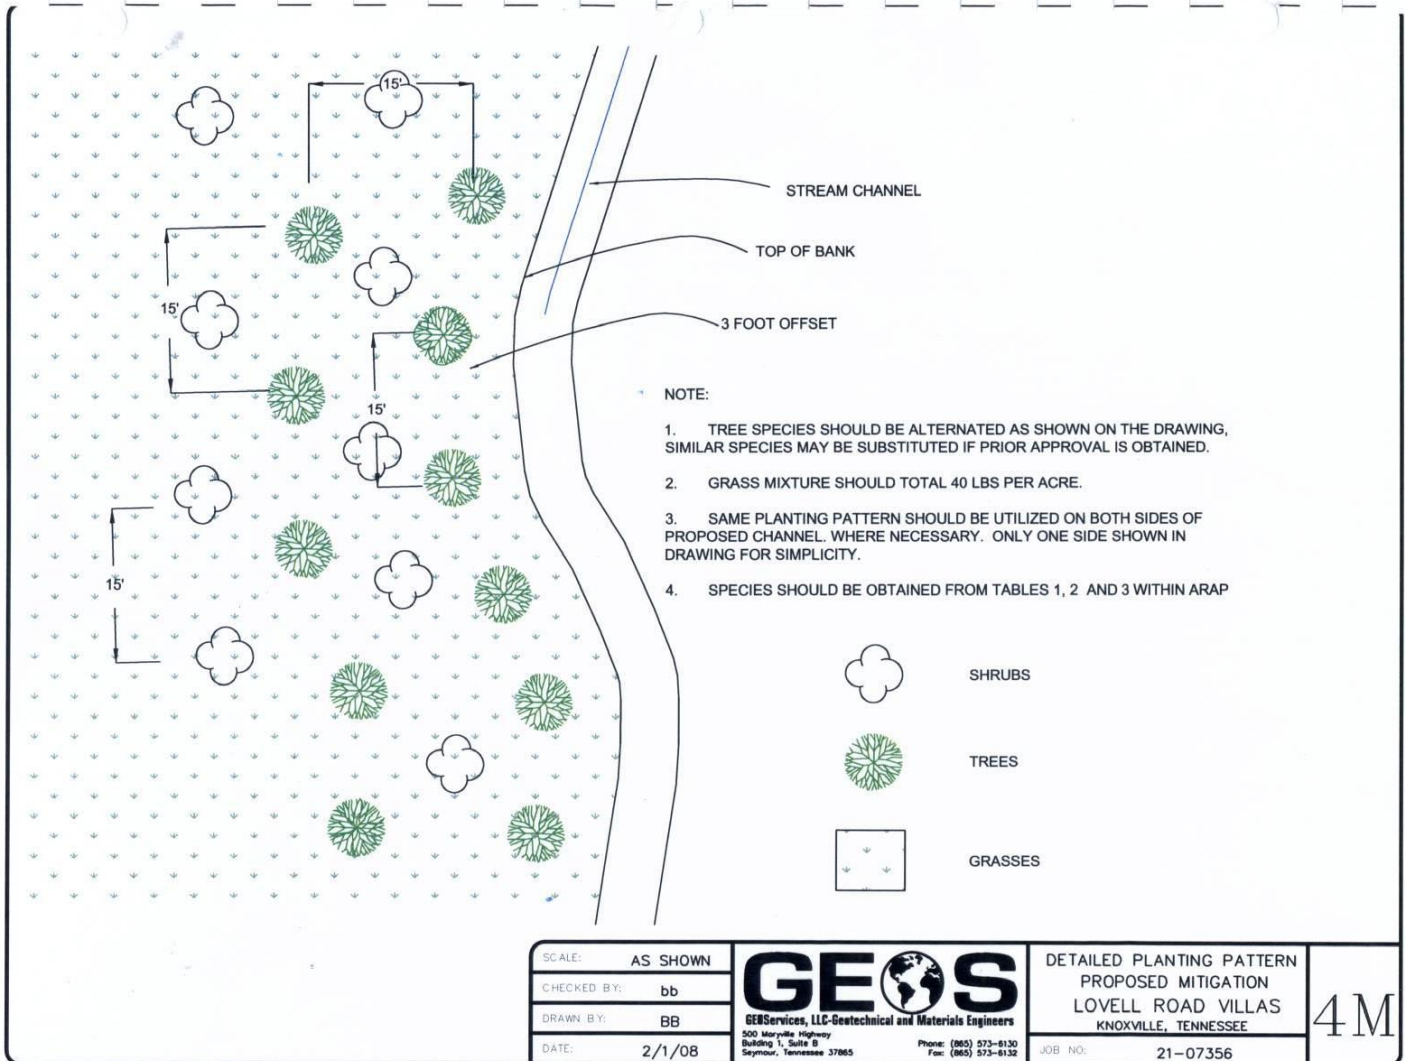 15'
STREAM CHANNEL
TOP OF BANK
15'
3 FOOT OFFSET
NOTE:
15'
1. TREE SPECIES SHOULD BE ALTERNATED AS SHOWN ON THE DRAWING,
SIMILAR SPECIES MAY BE SUBSTITUTED IF PRIOR APPROVAL IS OBTAINED.
2. GRASS MIXTURE SHOULD TOTAL 40 LBS PER ACRE.
3. SAME PLANTING PATTERN SHOULD BE UTILIZED ON BOTH SIDES OF
PROPOSED CHANNEL. WHERE NECESSARY. ONLY ONE SIDE SHOWN IN
DRAWING FOR SIMPLICITY.
15'
4. SPECIES SHOULD BE OBTAINED FROM TABLES 1, 2 AND 3 WITHIN ARAP
SHRUBS
TREES
GRASSES
SCALE: AS SHOWN
CHECKED BY: bb
DRAWN BY: BB
DATE: 2/1/08
GEOS
GEOServices, LLC-Geotechnical and Materials Engineers
500 Maryville Highway
Building 1, Suite B
Seymour, Tennessee 37865
Phone: (865) 573-6130
Fax: (865) 573-6132
DETAILED PLANTING PATTERN
PROPOSED MITIGATION
LOVELL ROAD VILLAS
KNOXVILLE, TENNESSEE
JOB NO: 21-07356
4M